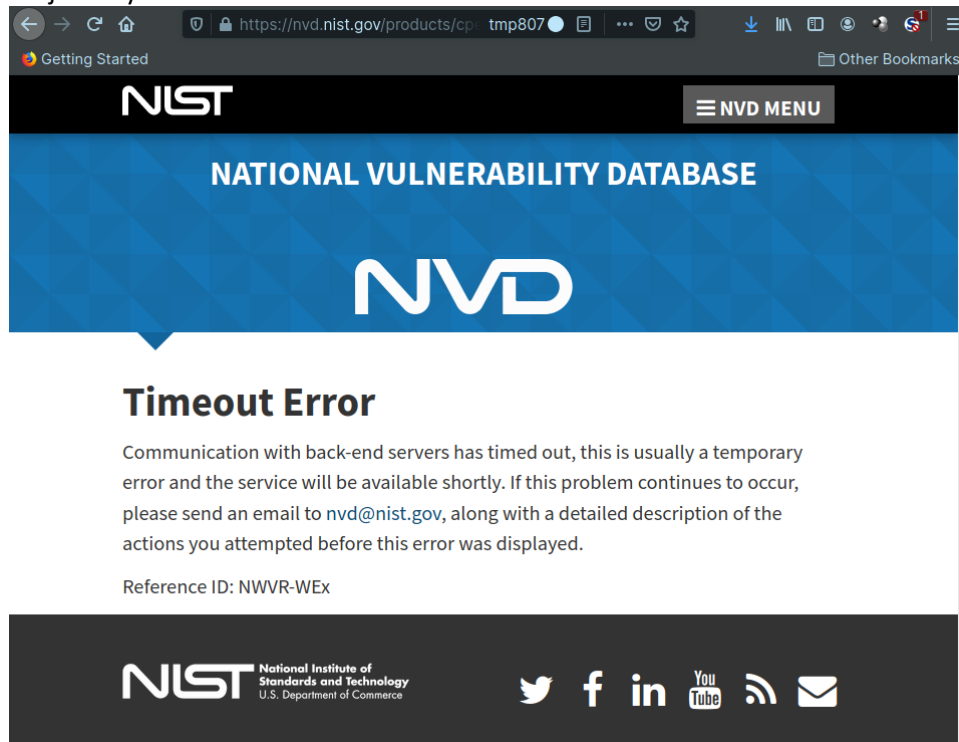 https://nvd.nist.gov/products/cpe tmp807
Getting Started
Other Bookmarks
NIST
NVD MENU
NATIONAL VULNERABILITY DATABASE
NVD
Timeout Error
Communication with back-end servers has timed out, this is usually a temporary
error and the service will be available shortly. If this problem continues to occur,
please send an email to nvd@nist.gov, along with a detailed description of the
actions you attempted before this error was displayed.
Reference ID: NWVR-WEx
NIST National Institute of
Standards and Technology
U.S. Department of Commerce
You
Tube